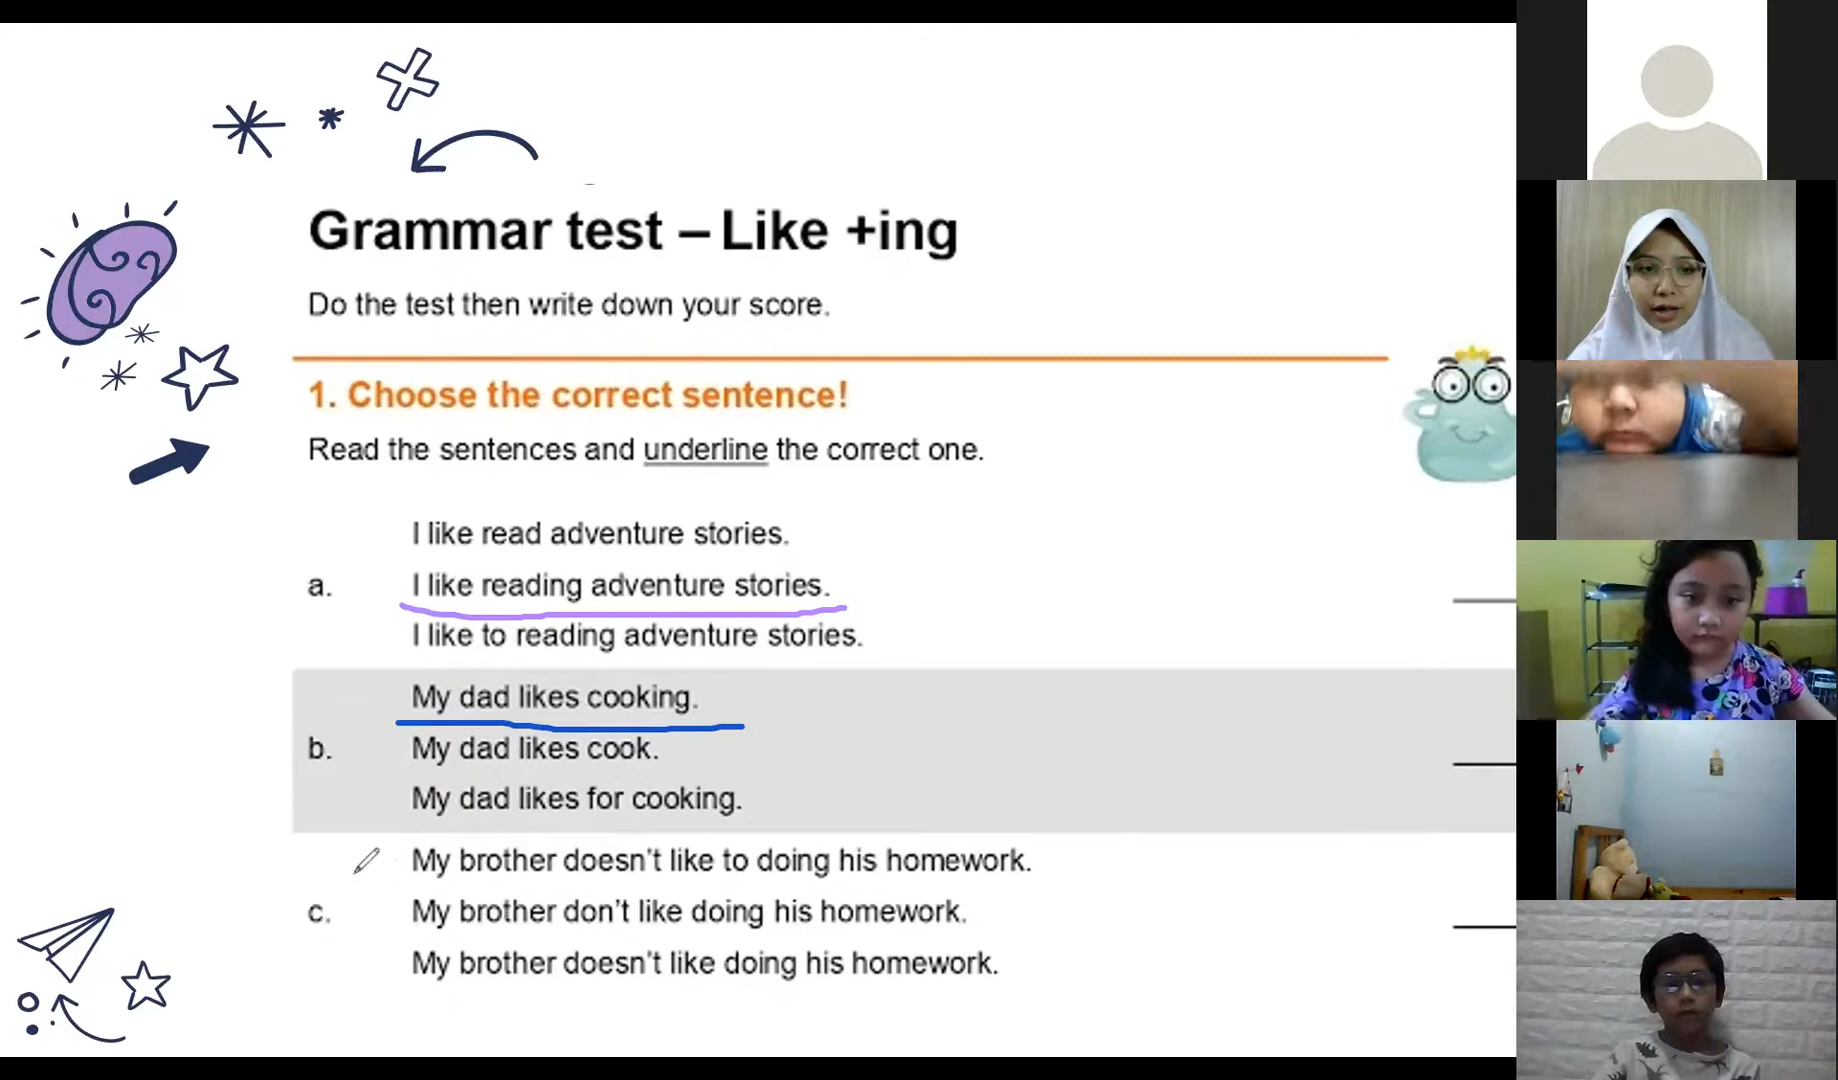 Grammar test – Like +ing
Do the test then write down your score.
1. Choose the correct sentence!
Read the sentences and underline the correct one.
I like read adventure stories.
a. I like reading adventure stories.
I like to reading adventure stories.
My dad likes cooking.
b. My dad likes cook.
My dad likes for cooking.
My brother doesn't like to doing his homework.
c. My brother don't like doing his homework.
My brother doesn't like doing his homework.